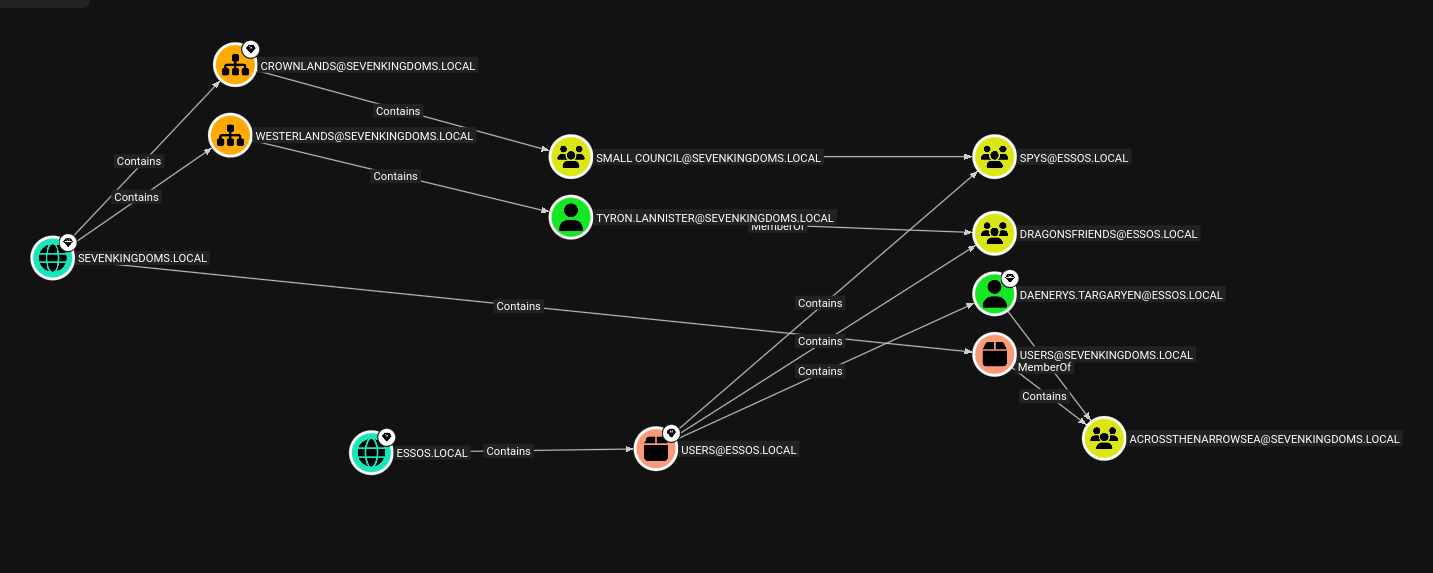 CROWNLANDS@SEVENKINGDOMS.LOCAL
Contains
WESTERLANDS@SEVENKINGDOMS.LOCAL
Contains
SMALL COUNCIL@SEVENKINGDOMS.LOCAL
SPYS@ESSOS.LOCAL
Contains
Contains
TYRON.LANNISTER@SEVENKINGDOMS.LOCAL
MemberOf
DRAGONSFRIENDS@ESSOS.LOCAL
SEVENKINGDOMS.LOCAL
DAENERYS.TARGARYEN@ESSOS.LOCAL
Contains
Contains
Contains
USERS@SEVENKINGDOMS.LOCAL
MemberOf
Contains
Contains
ACROSSTHENARROWSEA@SEVENKINGDOMS.LOCAL
ESSOS.LOCAL
Contains
USERS@ESSOS.LOCAL